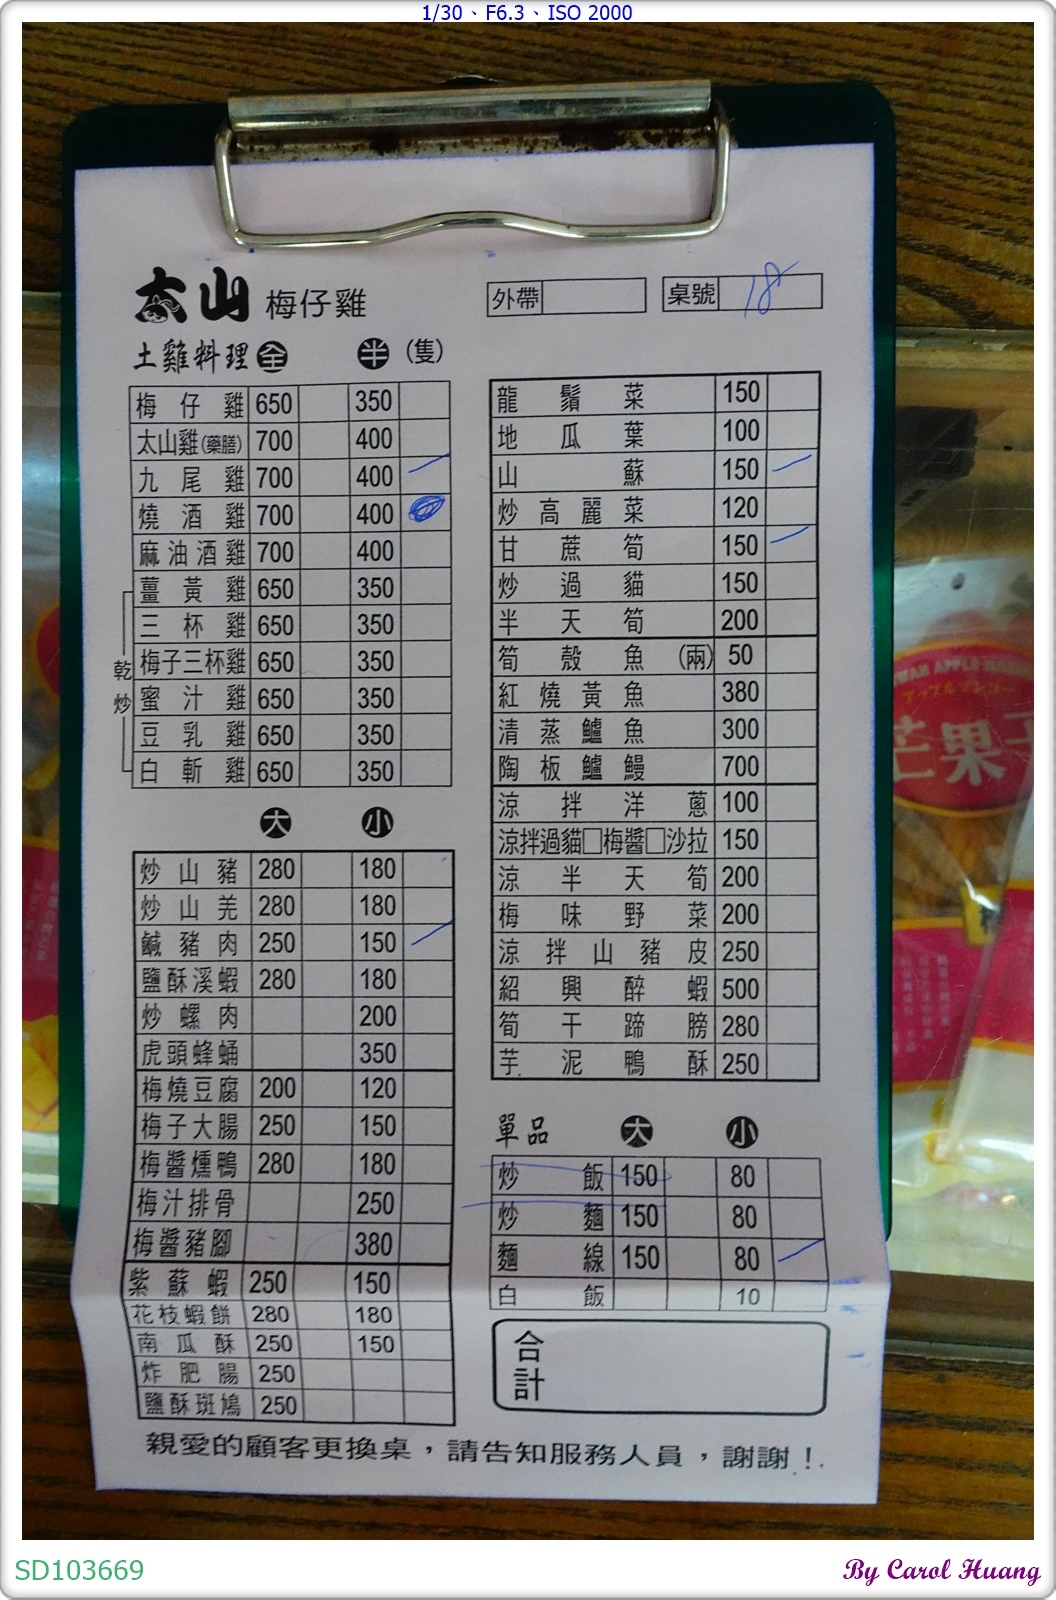 1/30、F6.3、ISO 2000
太山 梅仔雞 外帶 桌號 18
土雞料理 全 半 (隻)
梅仔雞 650 350
太山雞(藥膳) 700 400
九尾雞 700 400
燒酒雞 700 400
麻油酒雞 700 400
薑黃雞 650 350
三杯雞 650 350
梅子三杯雞 650 350
蜜汁雞 650 350
豆乳雞 650 350
白斬雞 650 350
乾炒
大 小
炒山豬 280 180
炒山羌 280 180
鹹豬肉 250 150
鹽酥溪蝦 280 180
炒螺肉 200
虎頭蜂蛹 350
梅燒豆腐 200 120
梅子大腸 250 150
梅醬燻鴨 280 180
梅汁排骨 250
梅醬豬腳 380
紫蘇蝦 250 150
花枝蝦餅 280 180
南瓜酥 250 150
炸肥腸 250
鹽酥斑鳩 250
龍鬚菜 150
地瓜葉 100
山蘇 150
炒高麗菜 120
甘蔗筍 150
炒過貓 150
半天筍 200
筍殼魚(兩) 50
紅燒黃魚 380
清蒸鱸魚 300
陶板鱸鰻 700
涼拌洋蔥 100
涼拌過貓□梅醬□沙拉 150
涼半天筍 200
梅味野菜 200
涼拌山豬皮 250
紹興醉蝦 500
筍干蹄膀 280
芋泥鴨酥 250
單品 大 小
炒飯 150 80
炒麵 150 80
麵線 150 80
白飯 10
合計
親愛的顧客更換桌，請告知服務人員，謝謝！
芒果
SD103669
By Carol Huang